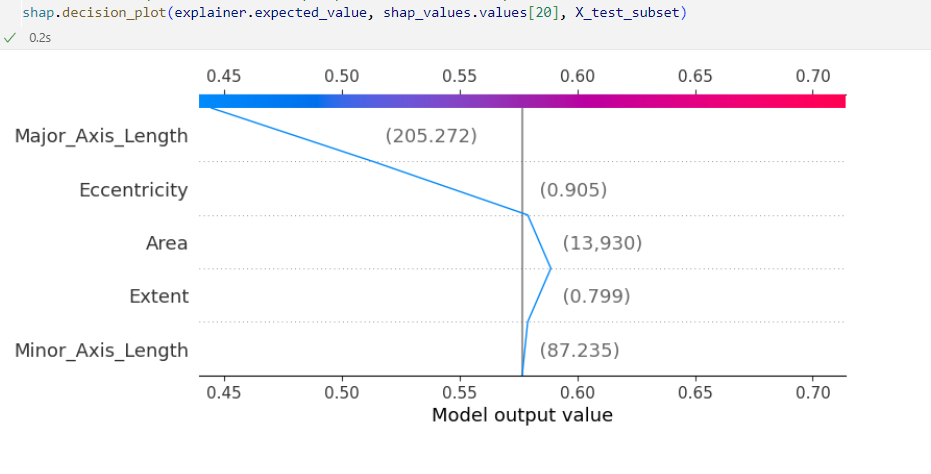 shap.decision_plot(explainer.expected_value, shap_values.values[20], X_test_subset)
0.2s
0.45 0.50 0.55 0.60 0.65 0.70
Major_Axis_Length (205.272)
Eccentricity (0.905)
Area (13,930)
Extent (0.799)
Minor_Axis_Length (87.235)
0.45 0.50 0.55 0.60 0.65 0.70
Model output value